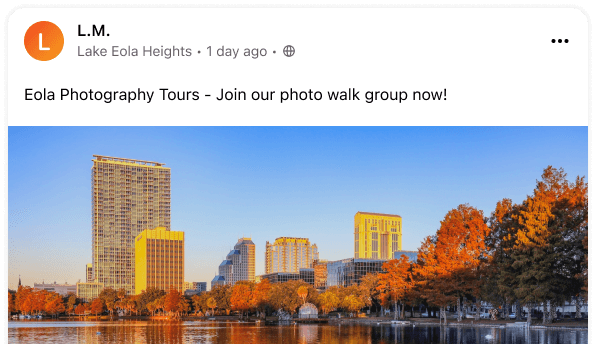 L
L.M.
Lake Eola Heights • 1 day ago •
Eola Photography Tours - Join our photo walk group now!